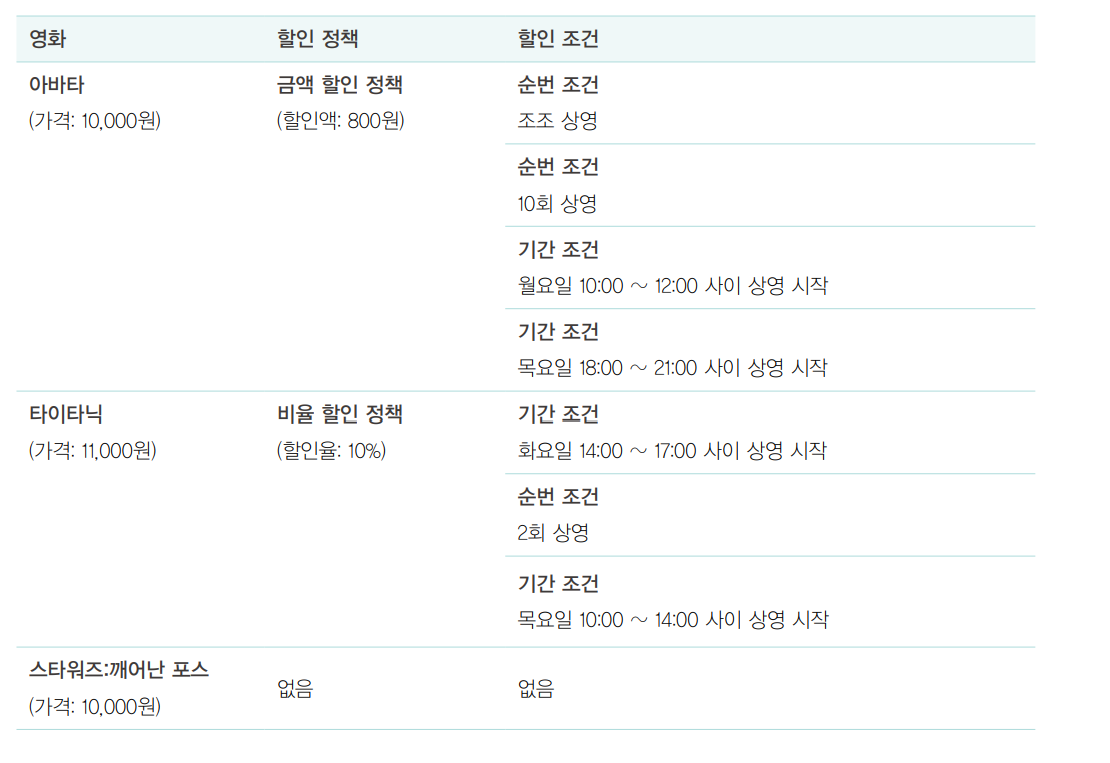 영화 할인 정책 할인 조건
아바타 금액 할인 정책 순번 조건
(가격: 10,000원) (할인액: 800원) 조조 상영
순번 조건
10회 상영
기간 조건
월요일 10:00 ~ 12:00 사이 상영 시작
기간 조건
목요일 18:00 ~ 21:00 사이 상영 시작
타이타닉 비율 할인 정책 기간 조건
(가격: 11,000원) (할인율: 10%) 화요일 14:00 ~ 17:00 사이 상영 시작
순번 조건
2회 상영
기간 조건
목요일 10:00 ~ 14:00 사이 상영 시작
스타워즈:깨어난 포스
없음 없음
(가격: 10,000원)